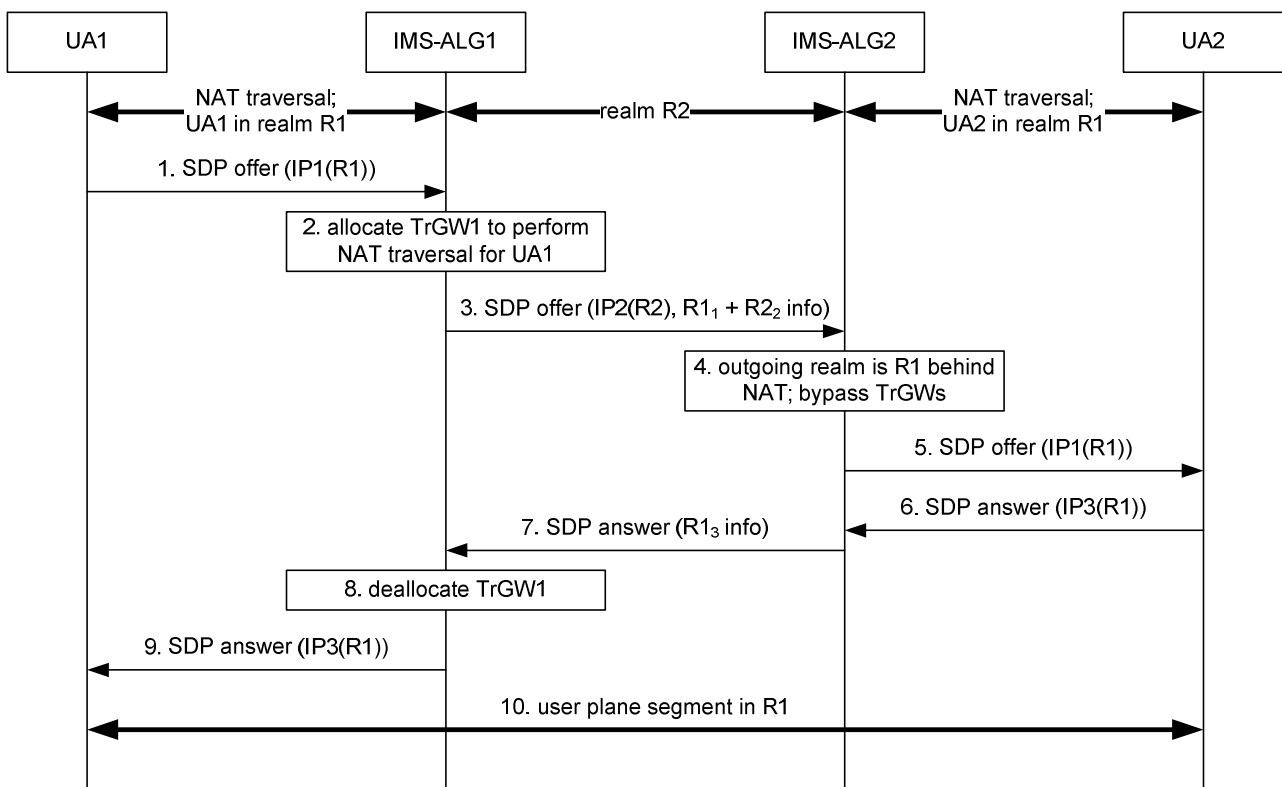 UA1
IMS-ALG1
IMS-ALG2
UA2
NAT traversal;
UA1 in realm R1
realm R2
NAT traversal;
UA2 in realm R1
1. SDP offer (IP1(R1))
2. allocate TrGW1 to perform
NAT traversal for UA1
3. SDP offer (IP2(R2), R1₁ + R2₂ info)
4. outgoing realm is R1 behind
NAT; bypass TrGWs
5. SDP offer (IP1(R1))
6. SDP answer (IP3(R1))
7. SDP answer (R1₃ info)
8. deallocate TrGW1
9. SDP answer (IP3(R1))
10. user plane segment in R1